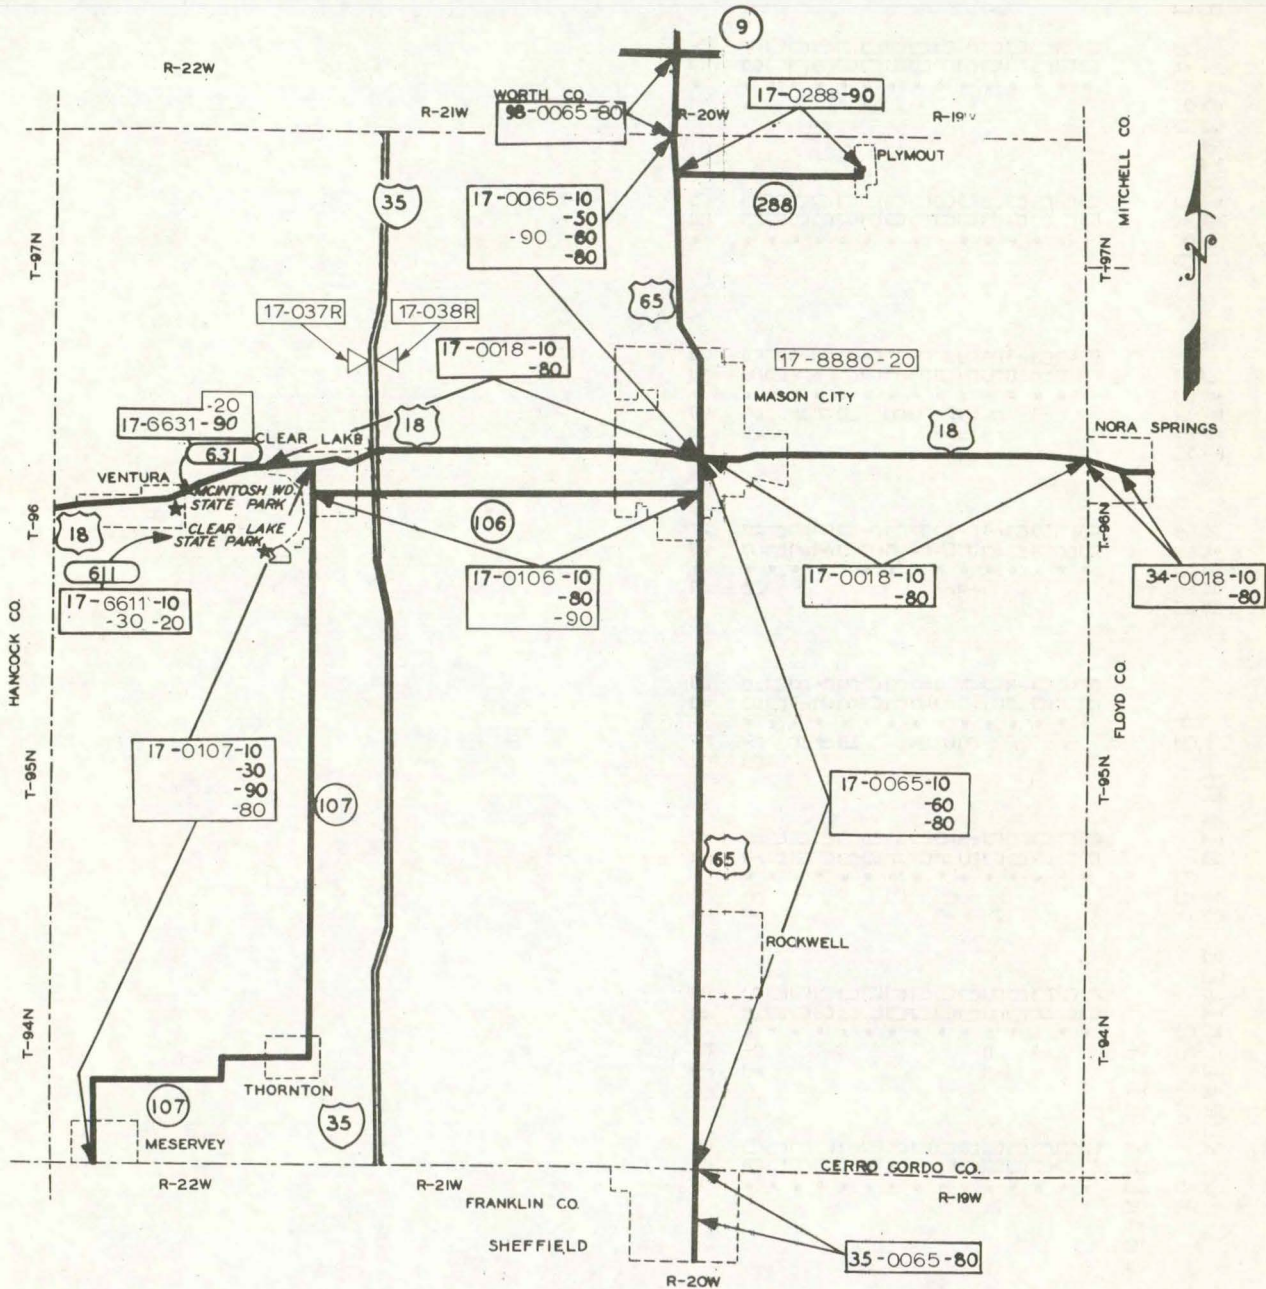 9
R-22W
WORTH CO.
R-21W
98-0065-80
R-20W
17-0288-90
R-19W
PLYMOUT
MITCHELL CO.
35
288
17-0065-10
-50
-90 -60
-80
T-97N
T-97N
N
65
17-037R
17-038R
17-0018-10
-80
17-8880-20
MASON CITY
-20
17-6631-90
631
CLEAR LAKE
18
18
NORA SPRINGS
VENTURA
MCINTOSH WD.
STATE PARK
T-96
18
CLEAR LAKE
STATE PARK
106
T-96N
611
17-6611-10
-30 -20
17-0106-10
-80
-90
17-0018-10
-80
34-0018-10
-80
HANCOCK CO.
FLOYD CO.
17-0107-10
-30
-90
-80
T-95N
107
17-0065-10
-60
-80
T-95N
65
ROCKWELL
T-94N
T-94N
THORNTON
107
35
MESERVEY
CERRO GORDO CO.
R-22W
R-21W
R-19W
FRANKLIN CO.
SHEFFIELD
35-0065-80
R-20W